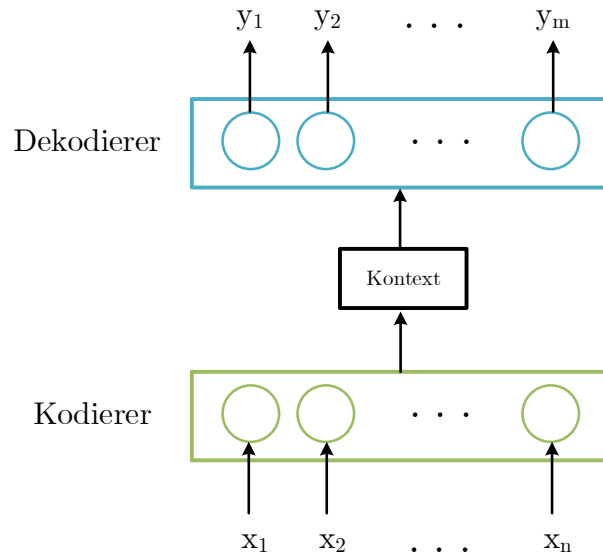 y₁ y₂ . . . yₘ
Dekodierer . . .
Kontext
Kodierer . . .
x₁ x₂ . . . xₙ